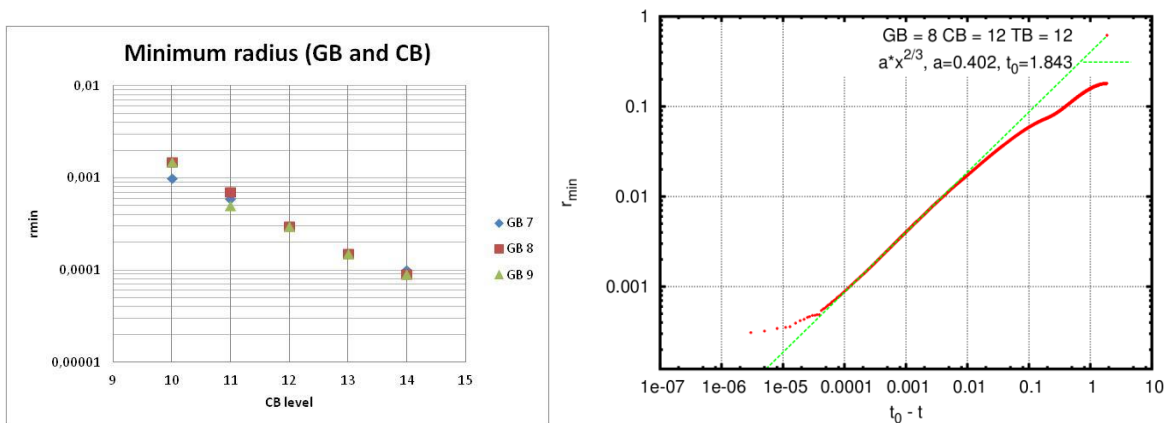 Minimum radius (GB and CB)
0,01
0,001
0,0001
0,00001
rmin
9 10 11 12 13 14 15
CB level
GB 7
GB 8
GB 9
GB = 8 CB = 12 TB = 12
a*x^{2/3}, a=0.402, t_0=1.843
1
0.1
0.01
0.001
r_min
1e-07 1e-06 1e-05 0.0001 0.001 0.01 0.1 1 10
t_0 - t